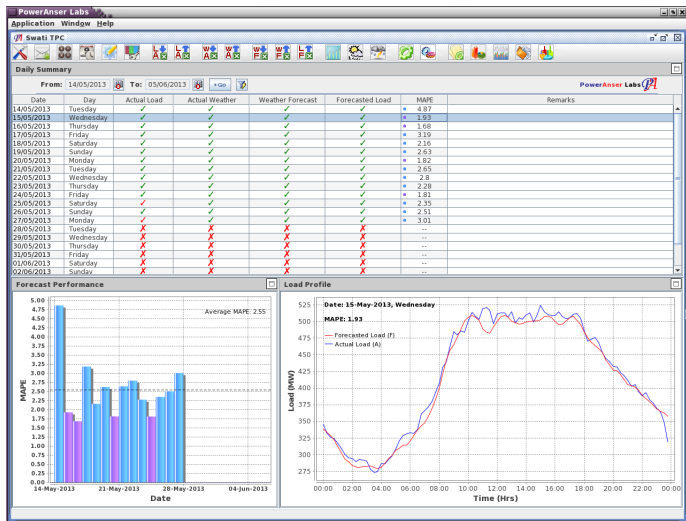 PowerAnser Labs
Application Window Help
Swati TPC
Daily Summary
From: 14/05/2013 To: 05/06/2013 Go
PowerAnser Labs
Date Day Actual Load Actual Weather Weather Forecast Forecasted Load MAPE Remarks
14/05/2013 Tuesday ✓ ✓ ✓ ✓ 4.87
15/05/2013 Wednesday ✓ ✓ ✓ ✓ 1.93
16/05/2013 Thursday ✓ ✓ ✓ ✓ 1.68
17/05/2013 Friday ✓ ✓ ✓ ✓ 3.19
18/05/2013 Saturday ✓ ✓ ✓ ✓ 2.16
19/05/2013 Sunday ✓ ✓ ✓ ✓ 2.63
20/05/2013 Monday ✓ ✓ ✓ ✓ 1.82
21/05/2013 Tuesday ✓ ✓ ✓ ✓ 2.65
22/05/2013 Wednesday ✓ ✓ ✓ ✓ 2.8
23/05/2013 Thursday ✓ ✓ ✓ ✓ 2.28
24/05/2013 Friday ✓ ✓ ✓ ✓ 1.81
25/05/2013 Saturday ✓ ✓ ✓ ✓ 2.35
26/05/2013 Sunday ✓ ✓ ✓ ✓ 2.51
27/05/2013 Monday ✓ ✓ ✓ ✓ 3.01
28/05/2013 Tuesday ✗ ✗ ✗ ✗ --
29/05/2013 Wednesday ✗ ✗ ✗ ✗ --
30/05/2013 Thursday ✗ ✗ ✗ ✗ --
31/05/2013 Friday ✗ ✗ ✗ ✗ --
01/06/2013 Saturday ✗ ✗ ✗ ✗ --
02/06/2013 Sunday ✗ ✗ ✗ ✗ --
Forecast Performance
Average MAPE: 2.55
MAPE
5.00
4.75
4.50
4.25
4.00
3.75
3.50
3.25
3.00
2.75
2.50
2.25
2.00
1.75
1.50
1.25
1.00
0.75
0.50
0.25
0.00
14-May-2013 21-May-2013 28-May-2013 04-Jun-2013
Date
Load Profile
Date: 15-May-2013, Wednesday
MAPE: 1.93
Forecasted Load (F)
Actual Load (A)
Load (MW)
525
500
475
450
425
400
375
350
325
300
275
00:00 02:00 04:00 06:00 08:00 10:00 12:00 14:00 16:00 18:00 20:00 22:00 00:00
Time (Hrs)